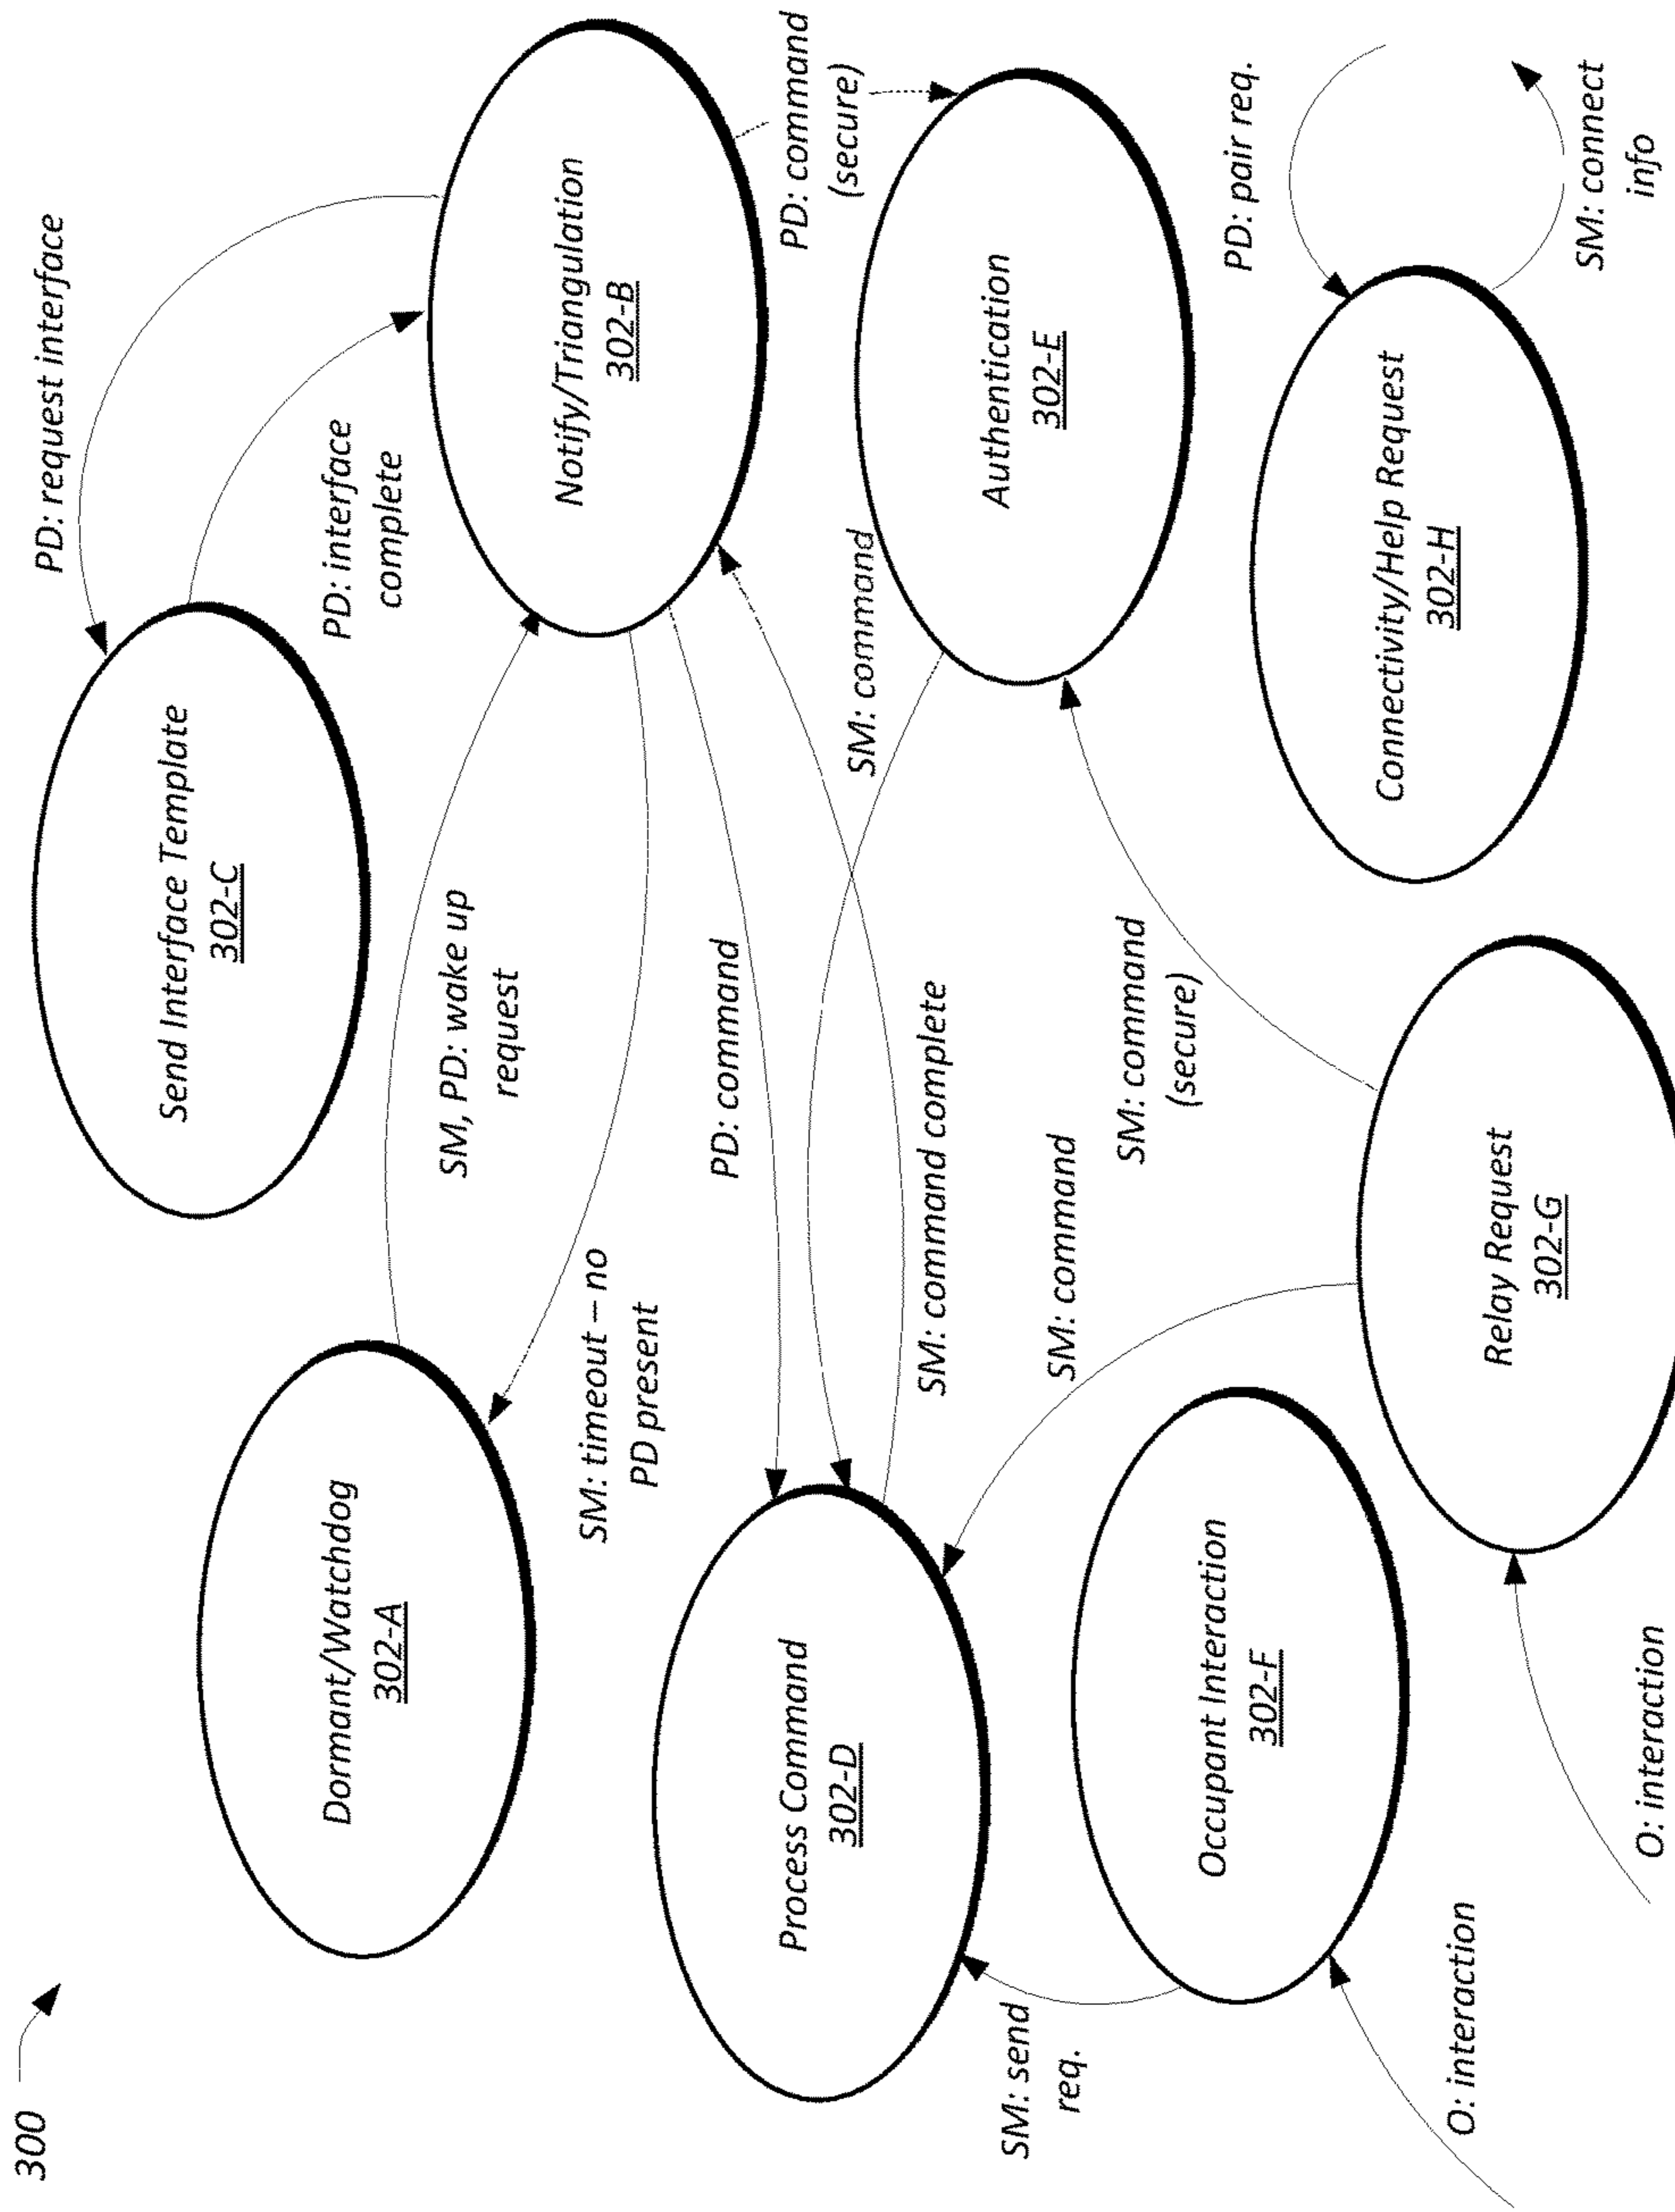 300
Dormant/Watchdog
302-A
Send Interface Template
302-C
PD: request interface
PD: interface
complete
SM, PD: wake up
request
SM: timeout – no
PD present
Notify/Triangulation
302-B
PD: command
PD: command
(secure)
Process Command
302-D
SM: command
SM: command complete
Authentication
302-E
SM: send
req.
SM: command
SM: command
(secure)
Occupant Interaction
302-F
Connectivity/Help Request
302-H
PD: pair req.
SM: connect
info
Relay Request
302-G
O: interaction
O: interaction